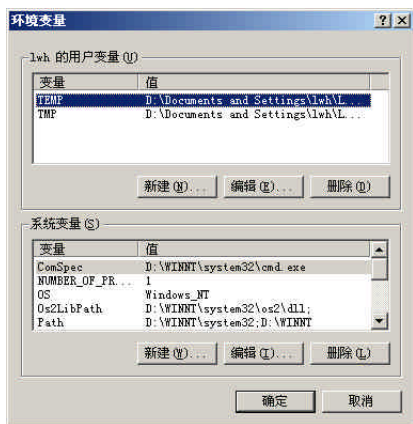 环境变量
lwh 的用户变量(U)
变量 值
TEMP D:\Documents and Settings\lwh\L...
TMP D:\Documents and Settings\lwh\L...
新建(N)... 编辑(E)... 删除(D)
系统变量(S)
变量 值
ComSpec D:\WINNT\system32\cmd.exe
NUMBER_OF_PR... 1
OS Windows_NT
Os2LibPath D:\WINNT\system32\os2\dll;
Path D:\WINNT\system32;D:\WINNT
新建(W)... 编辑(I)... 删除(L)
确定 取消